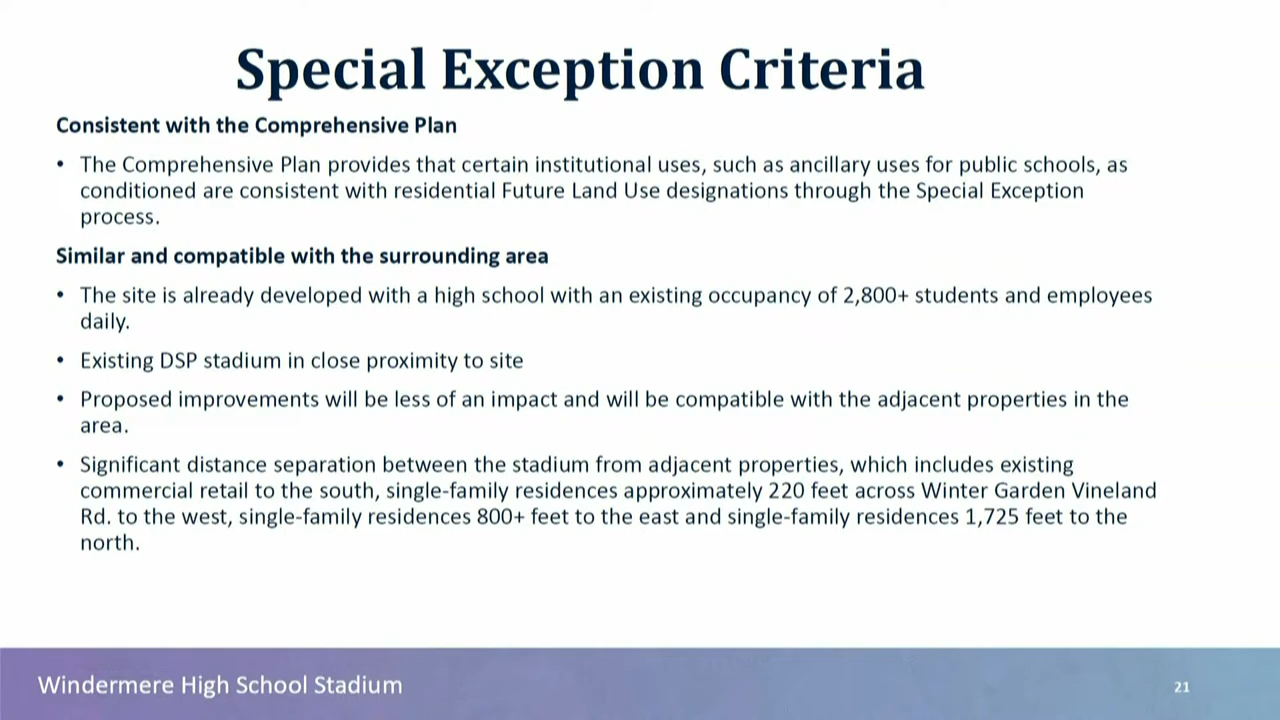 Special Exception Criteria
Consistent with the Comprehensive Plan
• The Comprehensive Plan provides that certain institutional uses, such as ancillary uses for public schools, as
conditioned are consistent with residential Future Land Use designations through the Special Exception
process.
Similar and compatible with the surrounding area
• The site is already developed with a high school with an existing occupancy of 2,800+ students and employees
daily.
• Existing DSP stadium in close proximity to site
• Proposed improvements will be less of an impact and will be compatible with the adjacent properties in the
area.
• Significant distance separation between the stadium from adjacent properties, which includes existing
commercial retail to the south, single-family residences approximately 220 feet across Winter Garden Vineland
Rd. to the west, single-family residences 800+ feet to the east and single-family residences 1,725 feet to the
north.
Windermere High School Stadium
21